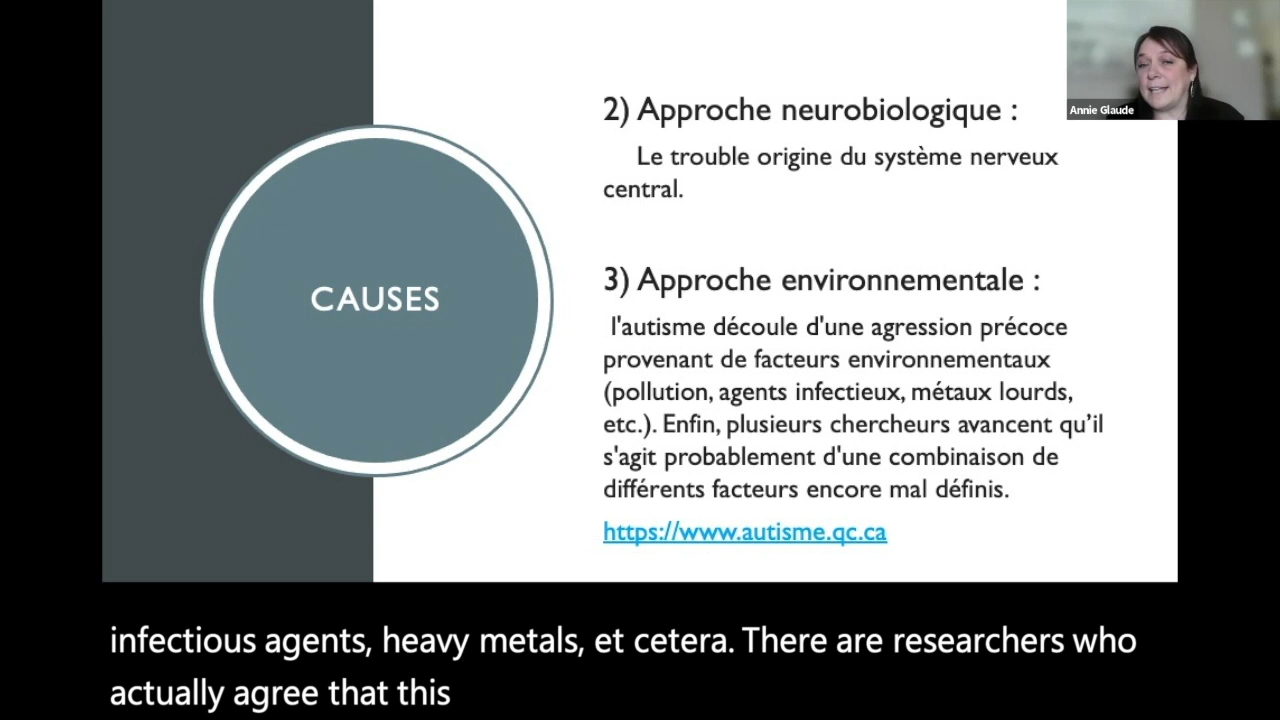 Annie Glaude
CAUSES
2) Approche neurobiologique :
Le trouble origine du système nerveux
central.
3) Approche environnementale :
l'autisme découle d'une agression précoce
provenant de facteurs environnementaux
(pollution, agents infectieux, métaux lourds,
etc.). Enfin, plusieurs chercheurs avancent qu’il
s'agit probablement d'une combinaison de
différents facteurs encore mal définis.
https://www.autisme.qc.ca
infectious agents, heavy metals, et cetera. There are researchers who
actually agree that this